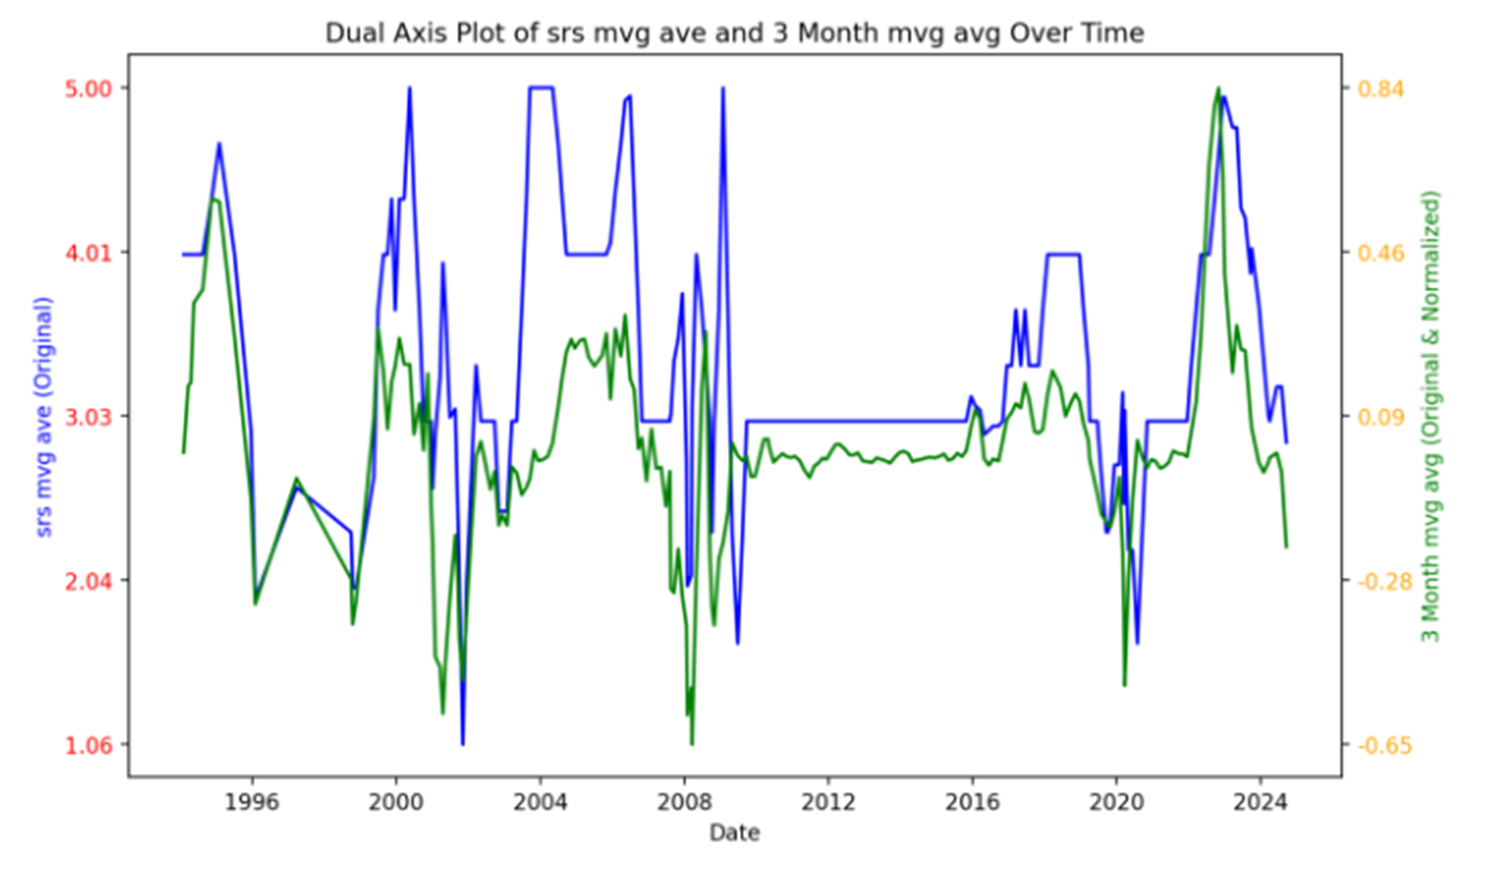 Dual Axis Plot of srs mvg ave and 3 Month mvg avg Over Time
srs mvg ave (Original)
5.00
4.01
3.03
2.04
1.06
0.84
0.46
0.09
-0.28
-0.65
3 Month mvg avg (Original & Normalized)
1996 2000 2004 2008 2012 2016 2020 2024
Date